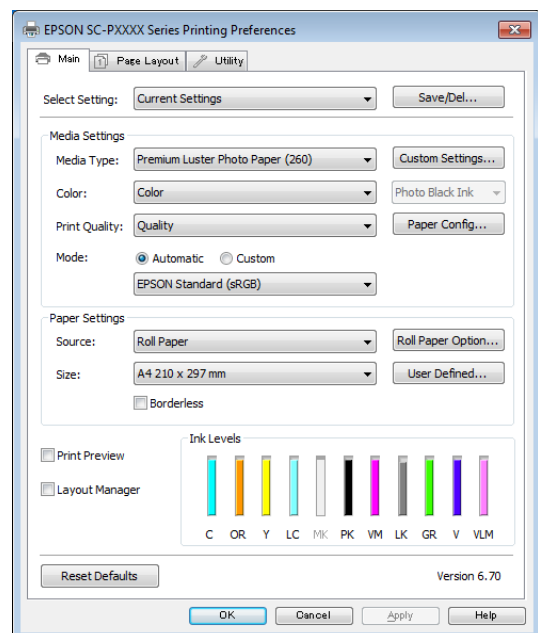 EPSON SC-PXXXX Series Printing Preferences
Main Page Layout Utility
Select Setting: Current Settings Save/Del...
Media Settings
Media Type: Premium Luster Photo Paper (260) Custom Settings...
Color: Color Photo Black Ink
Print Quality: Quality Paper Config...
Mode: Automatic Custom
EPSON Standard (sRGB)
Paper Settings
Source: Roll Paper Roll Paper Option...
Size: A4 210 x 297 mm User Defined...
Borderless
Ink Levels
Print Preview
Layout Manager
C OR Y LC MK PK VM LK GR V VLM
Reset Defaults Version 6.70
OK Cancel Apply Help